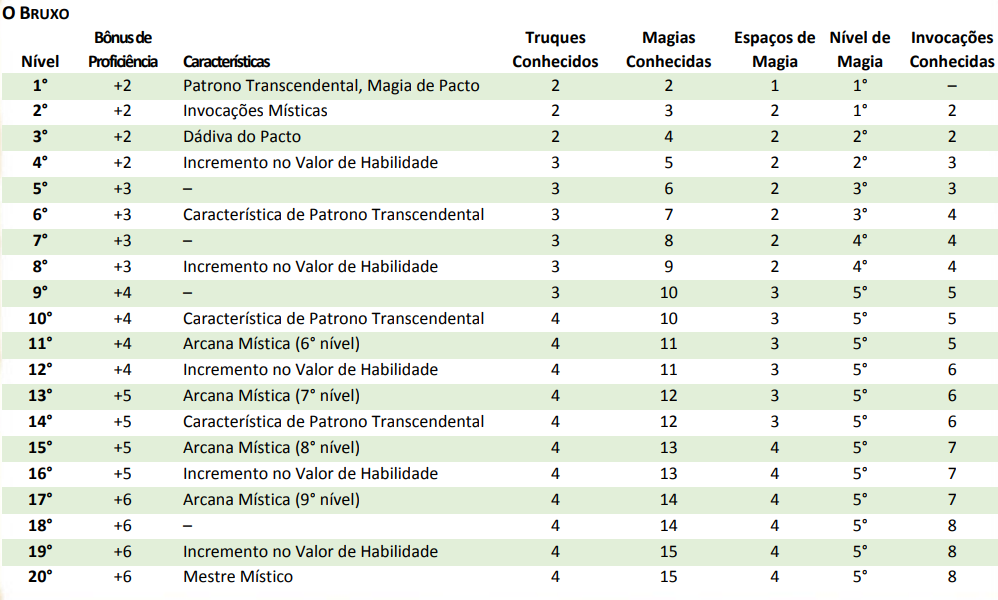 O BRUXO
Bônus de Truques Magias Espaços de Nível de Invocações
Nível Proficiência Características Conhecidos Conhecidas Magia Magia Conhecidas
1° +2 Patrono Transcendental, Magia de Pacto 2 2 1 1° –
2° +2 Invocações Místicas 2 3 2 1° 2
3° +2 Dádiva do Pacto 2 4 2 2° 2
4° +2 Incremento no Valor de Habilidade 3 5 2 2° 3
5° +3 – 3 6 2 3° 3
6° +3 Característica de Patrono Transcendental 3 7 2 3° 4
7° +3 – 3 8 2 4° 4
8° +3 Incremento no Valor de Habilidade 3 9 2 4° 4
9° +4 – 3 10 3 5° 5
10° +4 Característica de Patrono Transcendental 4 10 3 5° 5
11° +4 Arcana Mística (6° nível) 4 11 3 5° 5
12° +4 Incremento no Valor de Habilidade 4 11 3 5° 6
13° +5 Arcana Mística (7° nível) 4 12 3 5° 6
14° +5 Característica de Patrono Transcendental 4 12 3 5° 6
15° +5 Arcana Mística (8° nível) 4 13 4 5° 7
16° +5 Incremento no Valor de Habilidade 4 13 4 5° 7
17° +6 Arcana Mística (9° nível) 4 14 4 5° 7
18° +6 – 4 14 4 5° 8
19° +6 Incremento no Valor de Habilidade 4 15 4 5° 8
20° +6 Mestre Místico 4 15 4 5° 8